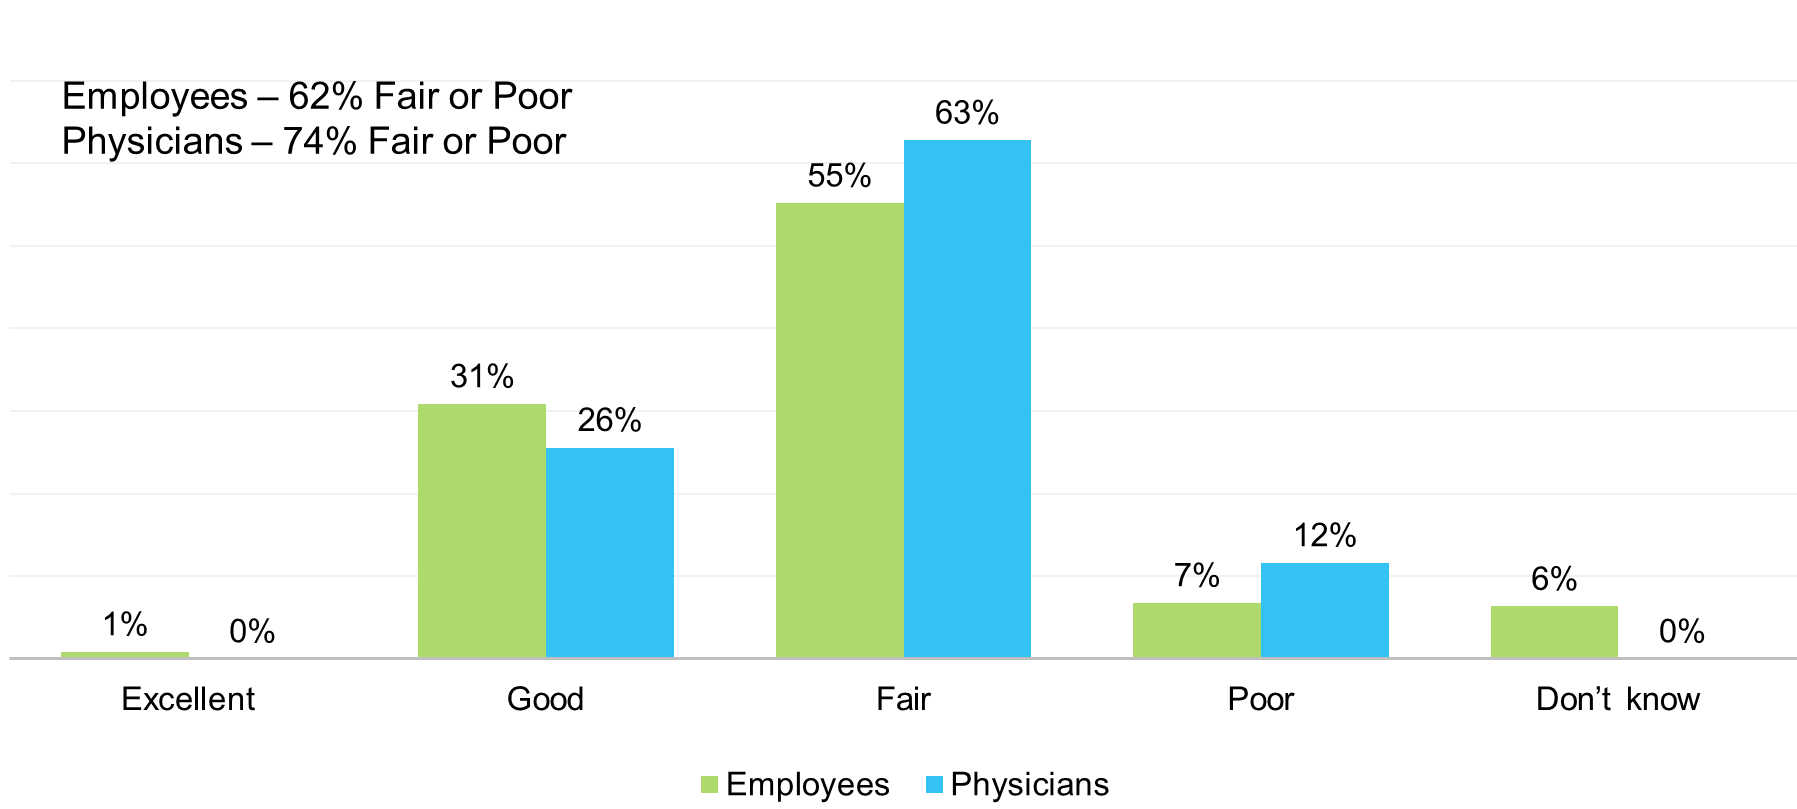 Employees – 62% Fair or Poor
Physicians – 74% Fair or Poor
63%
55%
31%
26%
12%
7%
6%
1%
0%
0%
Excellent
Good
Fair
Poor
Don’t know
Employees
Physicians